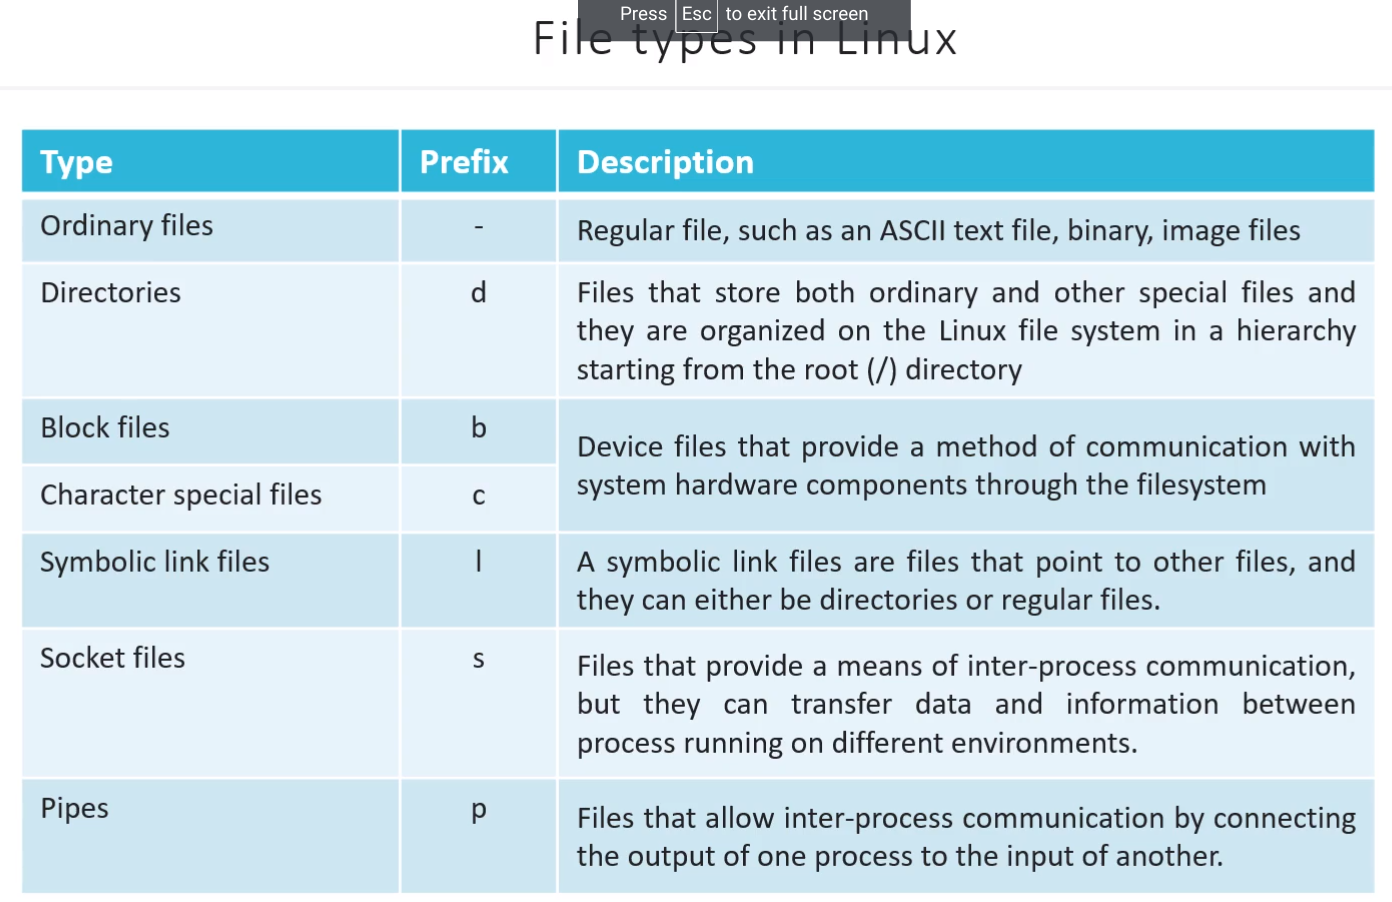 Press Esc to exit full screen
File types in Linux
Type Prefix Description
Ordinary files - Regular file, such as an ASCII text file, binary, image files
Directories d Files that store both ordinary and other special files and
they are organized on the Linux file system in a hierarchy
starting from the root (/) directory
Block files b
Device files that provide a method of communication with
system hardware components through the filesystem
Character special files c
Symbolic link files l A symbolic link files are files that point to other files, and
they can either be directories or regular files.
Socket files s Files that provide a means of inter-process communication,
but they can transfer data and information between
process running on different environments.
Pipes p Files that allow inter-process communication by connecting
the output of one process to the input of another.